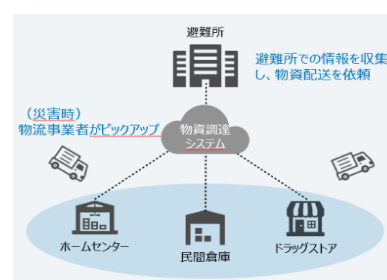 避難所
避難所での情報を収集
し、物資配送を依頼
（災害時）
物流事業者がピックアップ
物資調達
システム
ホームセンター
民間倉庫
ドラッグストア